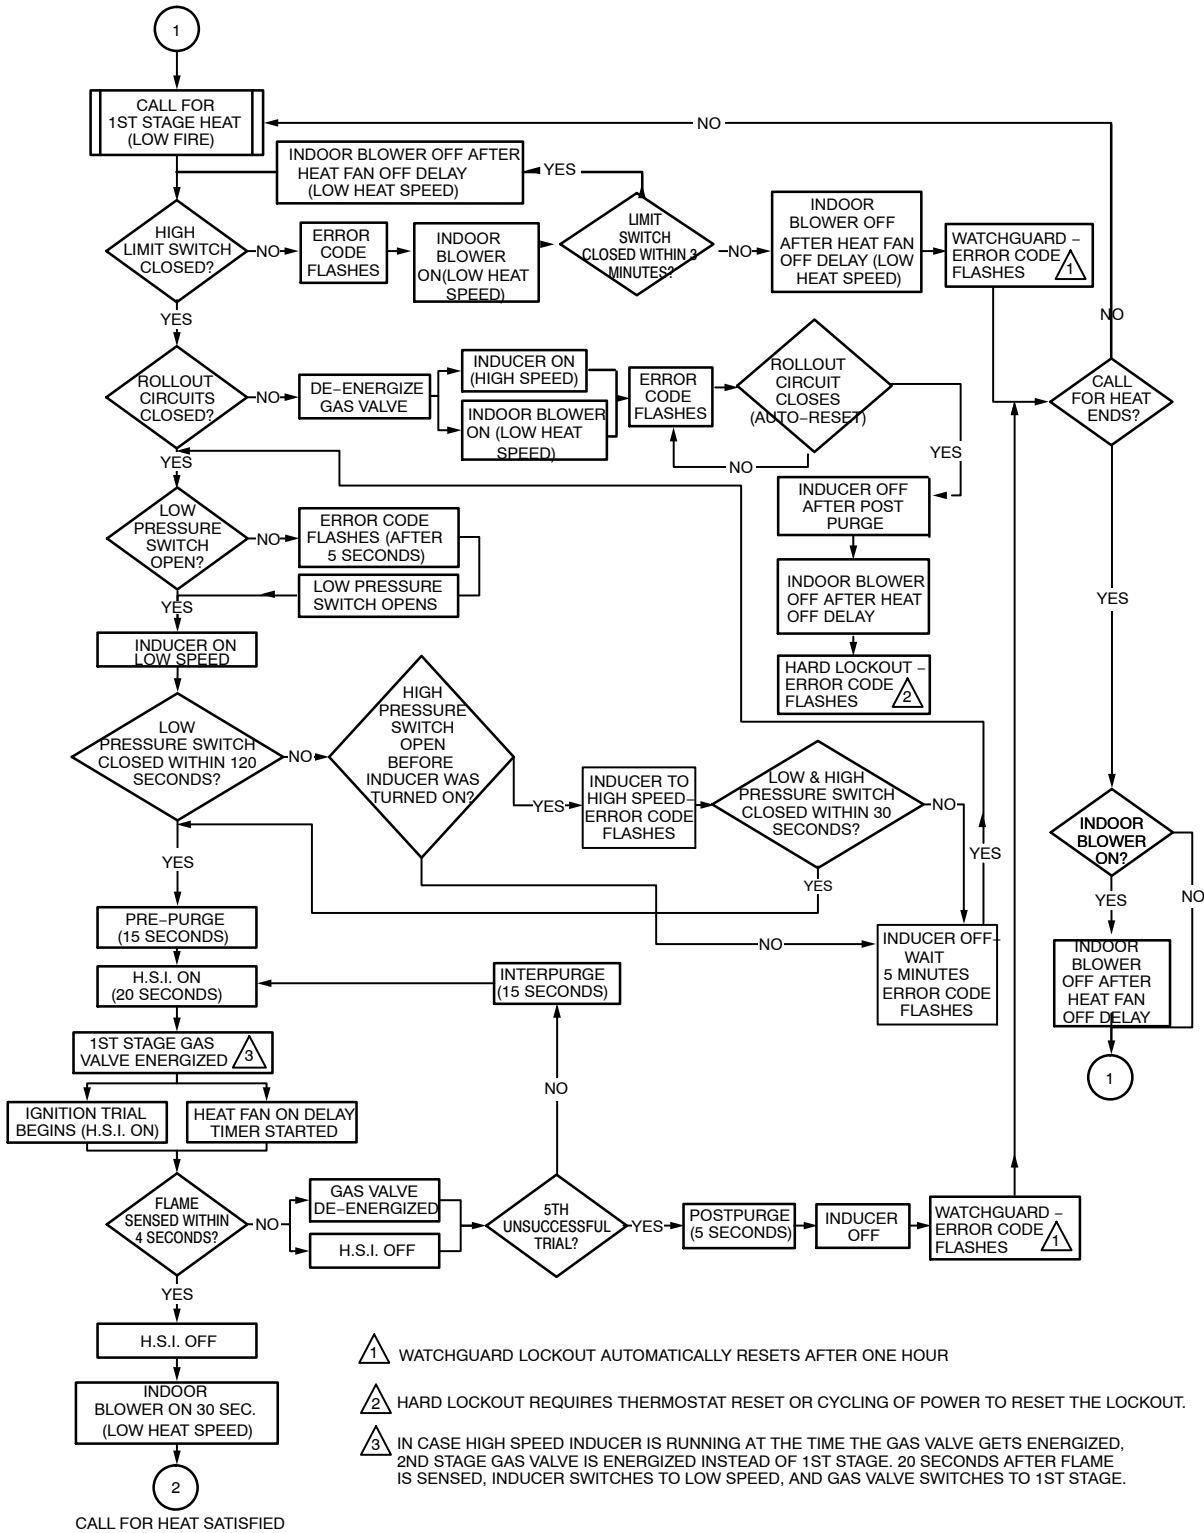 1
CALL FOR
1ST STAGE HEAT
(LOW FIRE)
NO
INDOOR BLOWER OFF AFTER
HEAT FAN OFF DELAY
(LOW HEAT SPEED)
YES
HIGH
LIMIT SWITCH
CLOSED?
NO
ERROR
CODE
FLASHES
INDOOR
BLOWER
ON(LOW HEAT
SPEED)
LIMIT
SWITCH
CLOSED WITHIN 3
MINUTES?
NO
INDOOR
BLOWER OFF
AFTER HEAT FAN
OFF DELAY (LOW
HEAT SPEED)
WATCHGUARD –
ERROR CODE
FLASHES
1
NO
YES
ROLLOUT
CIRCUITS
CLOSED?
NO
DE–ENERGIZE
GAS VALVE
INDUCER ON
(HIGH SPEED)
INDOOR BLOWER
ON (LOW HEAT
SPEED)
ERROR
CODE
FLASHES
ROLLOUT
CIRCUIT
CLOSES
(AUTO–RESET)
NO
YES
CALL
FOR HEAT
ENDS?
YES
LOW
PRESSURE
SWITCH
OPEN?
NO
ERROR CODE
FLASHES (AFTER
5 SECONDS)
LOW PRESSURE
SWITCH OPENS
INDUCER OFF
AFTER POST
PURGE
INDOOR BLOWER
OFF AFTER HEAT
OFF DELAY
HARD LOCKOUT –
ERROR CODE
FLASHES
2
YES
YES
INDUCER ON
LOW SPEED
LOW
PRESSURE SWITCH
CLOSED WITHIN 120
SECONDS?
NO
HIGH
PRESSURE
SWITCH
OPEN
BEFORE
INDUCER WAS
TURNED ON?
YES
INDUCER TO
HIGH SPEED–
ERROR CODE
FLASHES
LOW & HIGH
PRESSURE SWITCH
CLOSED WITHIN 30
SECONDS?
NO
YES
YES
YES
INDOOR
BLOWER
ON?
YES
NO
PRE–PURGE
(15 SECONDS)
NO
INDUCER OFF–
WAIT
5 MINUTES
ERROR CODE
FLASHES
INDOOR
BLOWER
OFF AFTER
HEAT FAN
OFF DELAY
1
H.S.I. ON
(20 SECONDS)
INTERPURGE
(15 SECONDS)
1ST STAGE GAS
VALVE ENERGIZED
3
NO
IGNITION TRIAL
BEGINS (H.S.I. ON)
HEAT FAN ON DELAY
TIMER STARTED
FLAME
SENSED WITHIN
4 SECONDS?
NO
GAS VALVE
DE–ENERGIZED
H.S.I. OFF
5TH
UNSUCCESSFUL
TRIAL?
YES
POSTPURGE
(5 SECONDS)
INDUCER
OFF
WATCHGUARD –
ERROR CODE
FLASHES
1
YES
H.S.I. OFF
INDOOR
BLOWER ON 30 SEC.
(LOW HEAT SPEED)
2
CALL FOR HEAT SATISFIED
1 WATCHGUARD LOCKOUT AUTOMATICALLY RESETS AFTER ONE HOUR
2 HARD LOCKOUT REQUIRES THERMOSTAT RESET OR CYCLING OF POWER TO RESET THE LOCKOUT.
3 IN CASE HIGH SPEED INDUCER IS RUNNING AT THE TIME THE GAS VALVE GETS ENERGIZED,
2ND STAGE GAS VALVE IS ENERGIZED INSTEAD OF 1ST STAGE. 20 SECONDS AFTER FLAME
IS SENSED, INDUCER SWITCHES TO LOW SPEED, AND GAS VALVE SWITCHES TO 1ST STAGE.